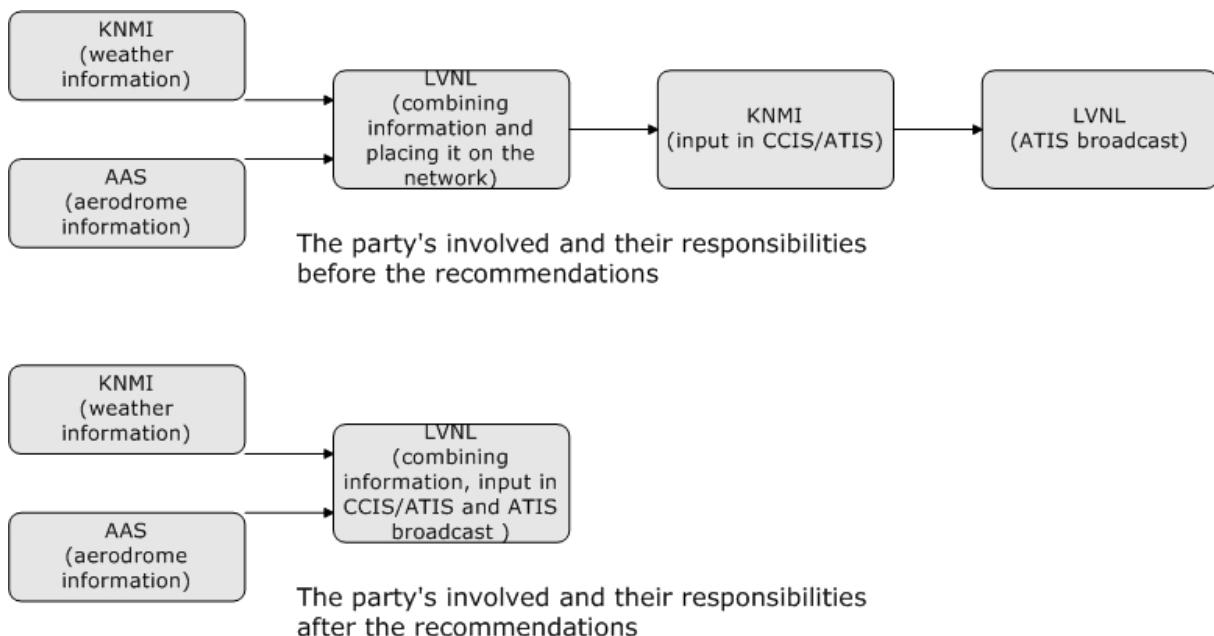 KNMI
(weather
information)
AAS
(aerodrome
information)
LVNL
(combining
information and
placing it on the
network)
KNMI
(input in CCIS/ATIS)
LVNL
(ATIS broadcast)
The party's involved and their responsibilities
before the recommendations
KNMI
(weather
information)
AAS
(aerodrome
information)
LVNL
(combining
information, input in
CCIS/ATIS and ATIS
broadcast )
The party's involved and their responsibilities
after the recommendations